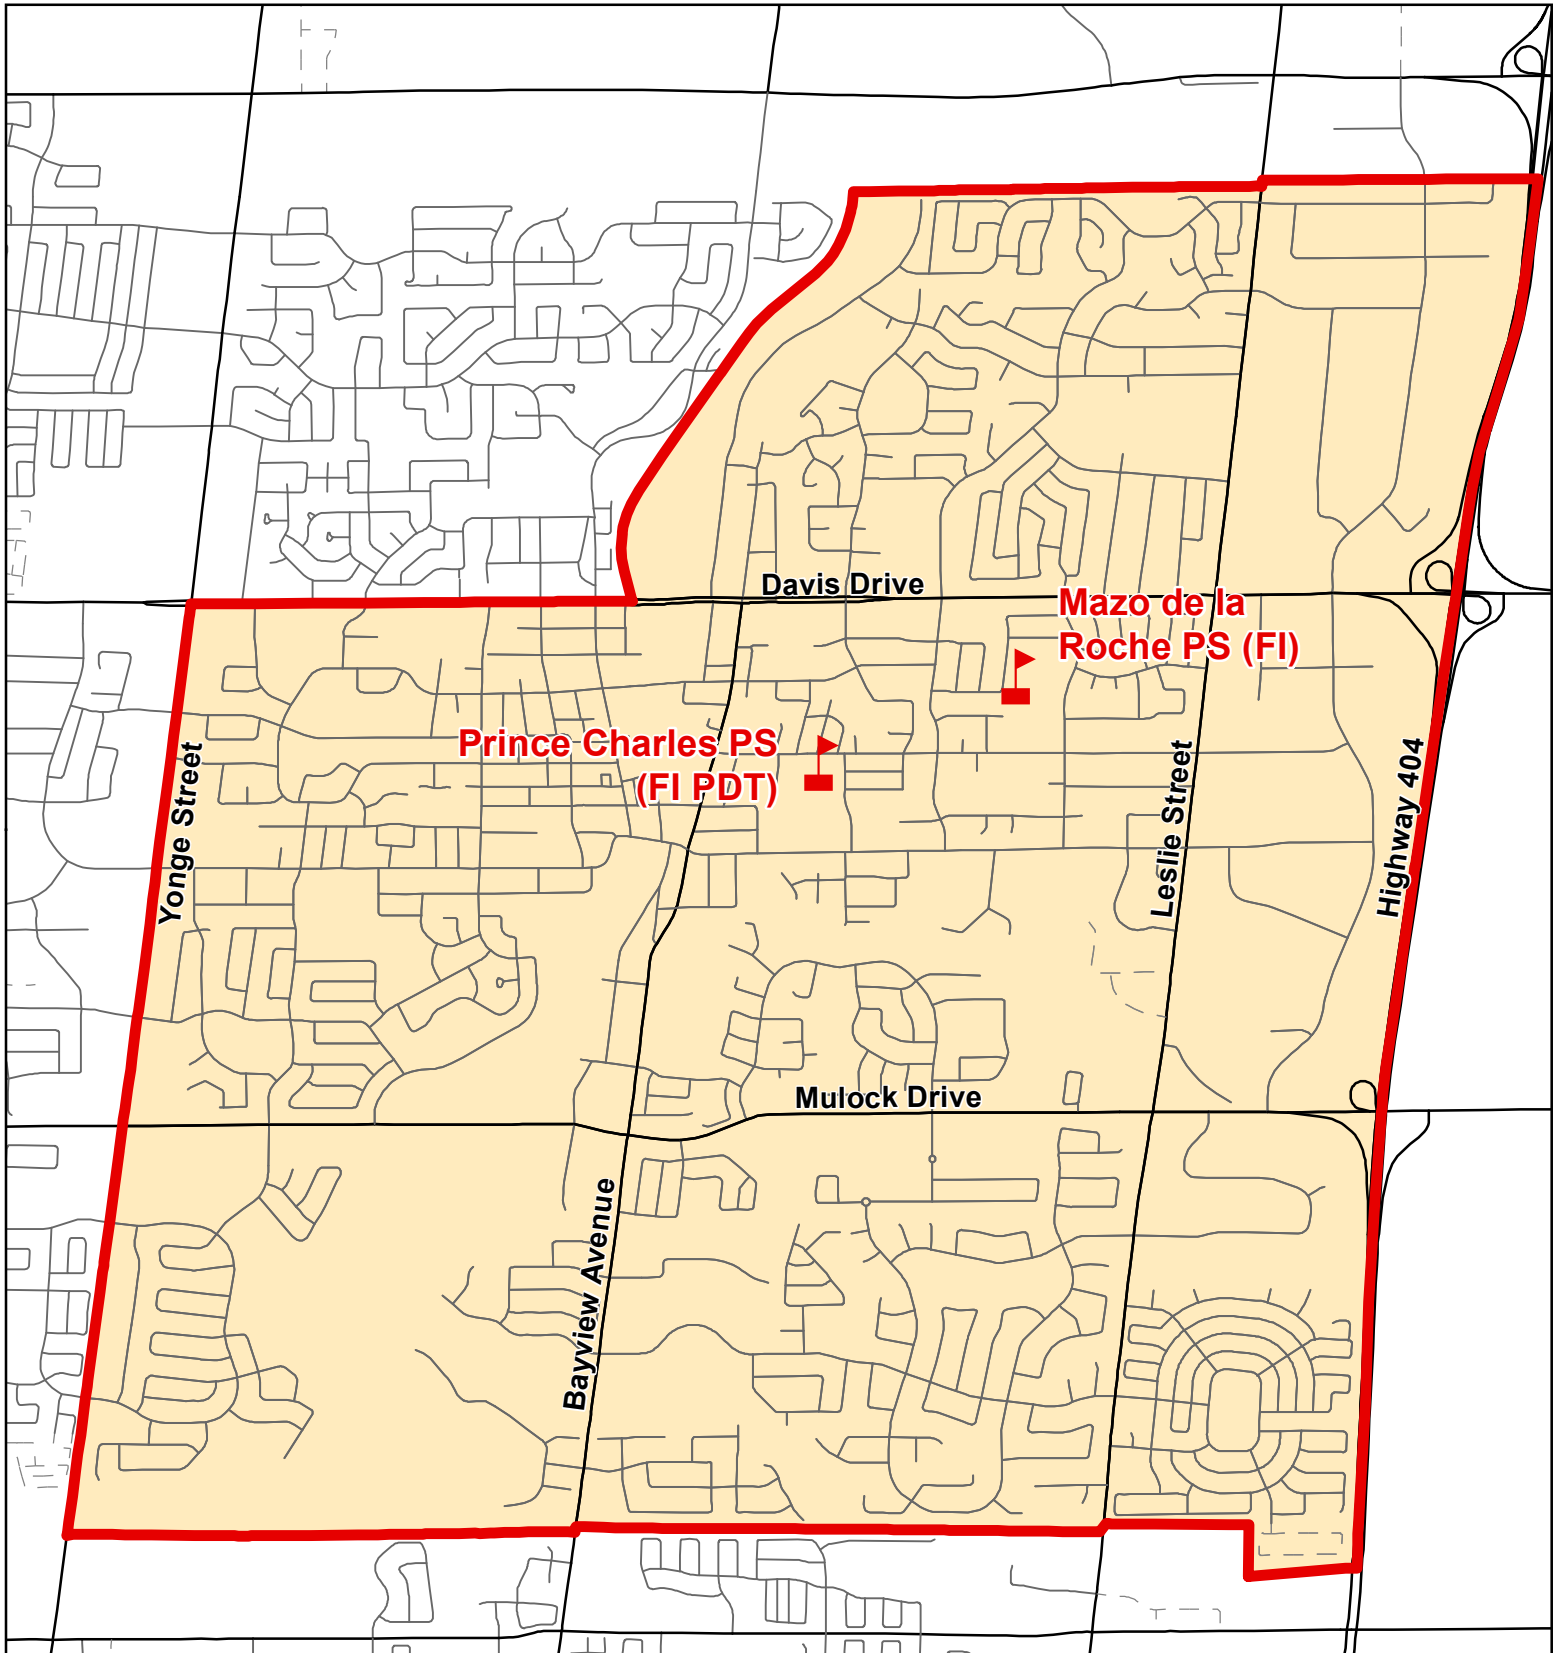 Davis Drive
Mazo de la
Roche PS (FI)
Prince Charles PS
(FI PDT)
Yonge Street
Leslie Street
Highway 404
Mulock Drive
Bayview Avenue